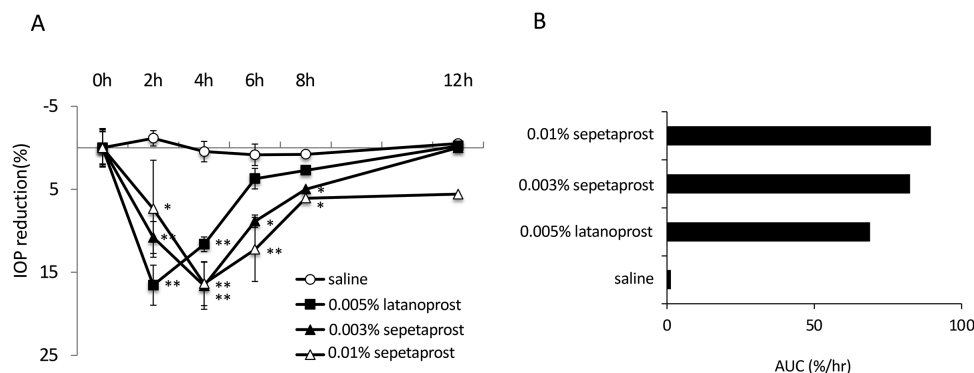 A
0h 2h 4h 6h 8h 12h
-5
5
15
25
IOP reduction(%)
*
**
**
**
**
**
*
**
*
*
saline
0.005% latanoprost
0.003% sepetaprost
0.01% sepetaprost
B
0.01% sepetaprost
0.003% sepetaprost
0.005% latanoprost
saline
0 50 100
AUC (%/hr)